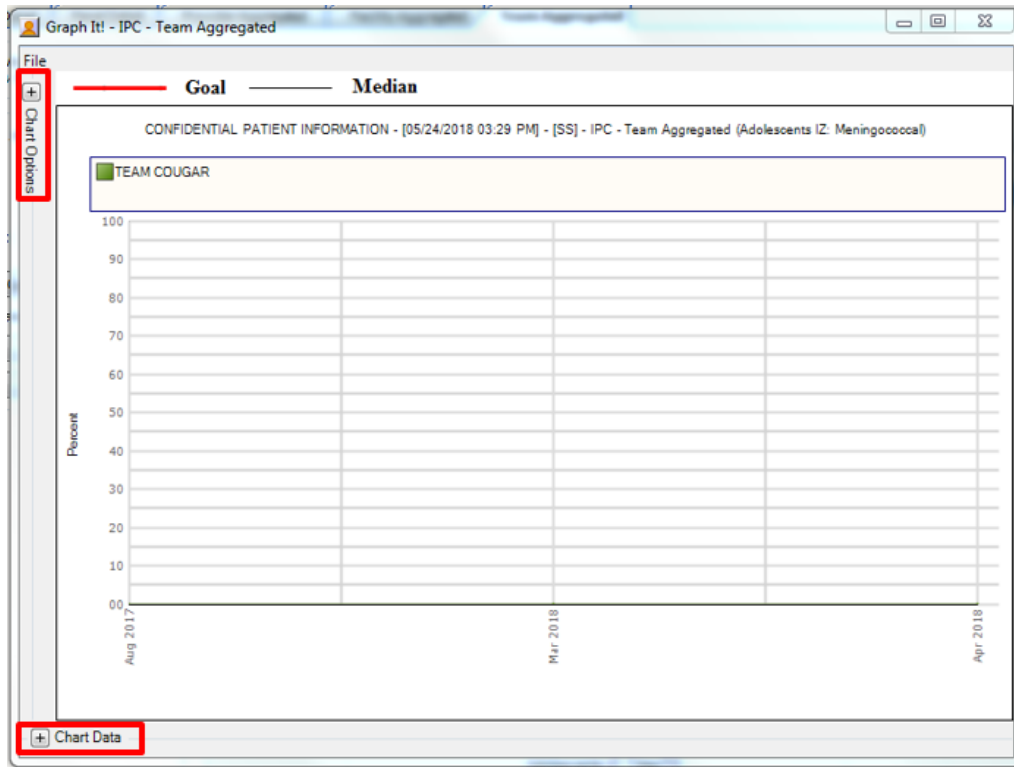 Graph It! - IPC - Team Aggregated
File
Goal
Median
Chart Options
CONFIDENTIAL PATIENT INFORMATION - [05/24/2018 03:29 PM] - [SS] - IPC - Team Aggregated (Adolescents IZ: Meningococcal)
TEAM COUGAR
100
90
80
70
60
50
40
30
20
10
00
Percent
Aug 2017
Mar 2018
Apr 2018
Chart Data